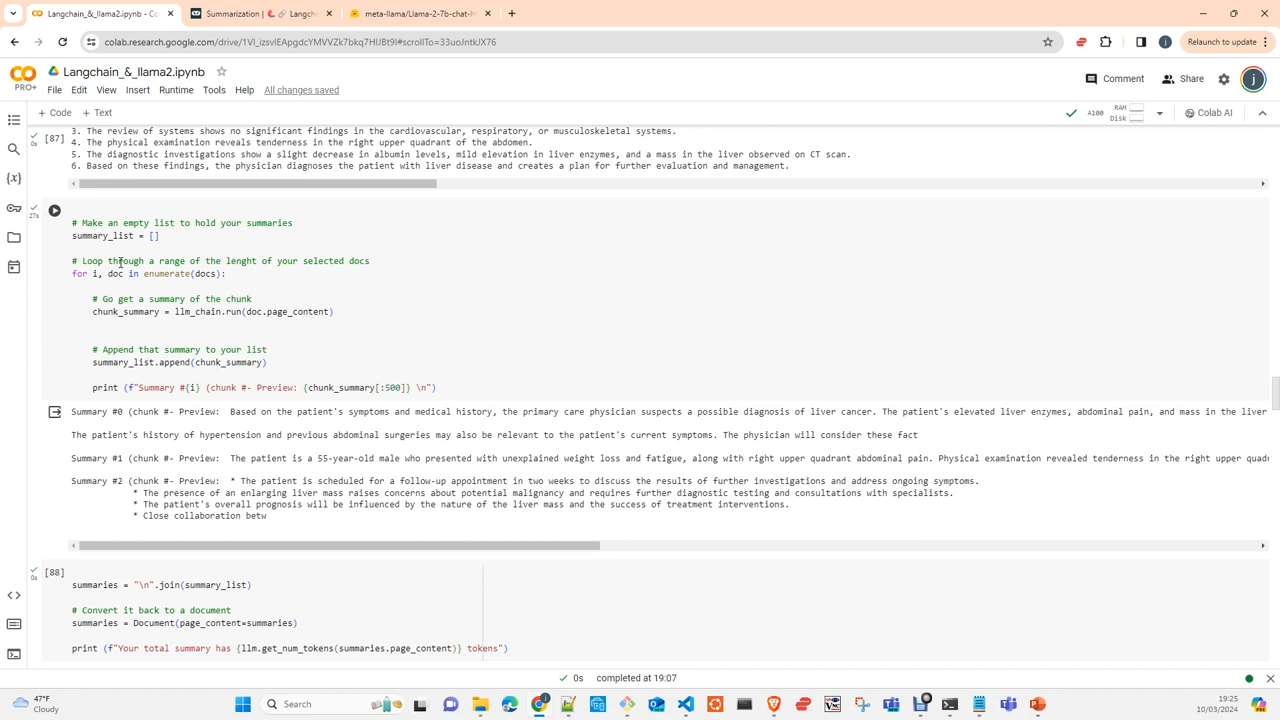 Langchain_&_llama2.ipynb - Co
Summarization | 🦜️🔗 Langch
meta-llama/Llama-2-7b-chat-h
colab.research.google.com/drive/
Relaunch to update
Langchain_&_llama2.ipynb
Comment
Share
PRO+
File Edit View Insert Runtime Tools Help All changes saved
+ Code + Text
A100
RAM
Disk
Colab AI
[87]
0s
3. The review of systems shows no significant findings in the cardiovascular, respiratory, or musculoskeletal systems.
4. The physical examination reveals tenderness in the right upper quadrant of the abdomen.
5. The diagnostic investigations show a slight decrease in albumin levels, mild elevation in liver enzymes, and a mass in the liver observed on CT scan.
6. Based on these findings, the physician diagnoses the patient with liver disease and creates a plan for further evaluation and management.
27s
# Make an empty list to hold your summaries
summary_list = []
# Loop through a range of the lenght of your selected docs
for i, doc in enumerate(docs):
# Go get a summary of the chunk
chunk_summary = llm_chain.run(doc.page_content)
# Append that summary to your list
summary_list.append(chunk_summary)
print (f"Summary #{i} (chunk #- Preview: {chunk_summary[:500]} \n")
Summary #0 (chunk #- Preview: Based on the patient's symptoms and medical history, the primary care physician suspects a possible diagnosis of liver cancer. The patient's elevated liver enzymes, abdominal pain, and mass in the liver
The patient's history of hypertension and previous abdominal surgeries may also be relevant to the patient's current symptoms. The physician will consider these fact
Summary #1 (chunk #- Preview: The patient is a 55-year-old male who presented with unexplained weight loss and fatigue, along with right upper quadrant abdominal pain. Physical examination revealed tenderness in the right upper quad
Summary #2 (chunk #- Preview: * The patient is scheduled for a follow-up appointment in two weeks to discuss the results of further investigations and address ongoing symptoms.
* The presence of an enlarging liver mass raises concerns about potential malignancy and requires further diagnostic testing and consultations with specialists.
* The patient's overall prognosis will be influenced by the nature of the liver mass and the success of treatment interventions.
* Close collaboration betw
[88]
0s
summaries = "\n".join(summary_list)
# Convert it back to a document
summaries = Document(page_content=summaries)
print (f"Your total summary has {llm.get_num_tokens(summaries.page_content)} tokens")
0s completed at 19:07
47°F
Cloudy
Search
19:25
10/03/2024